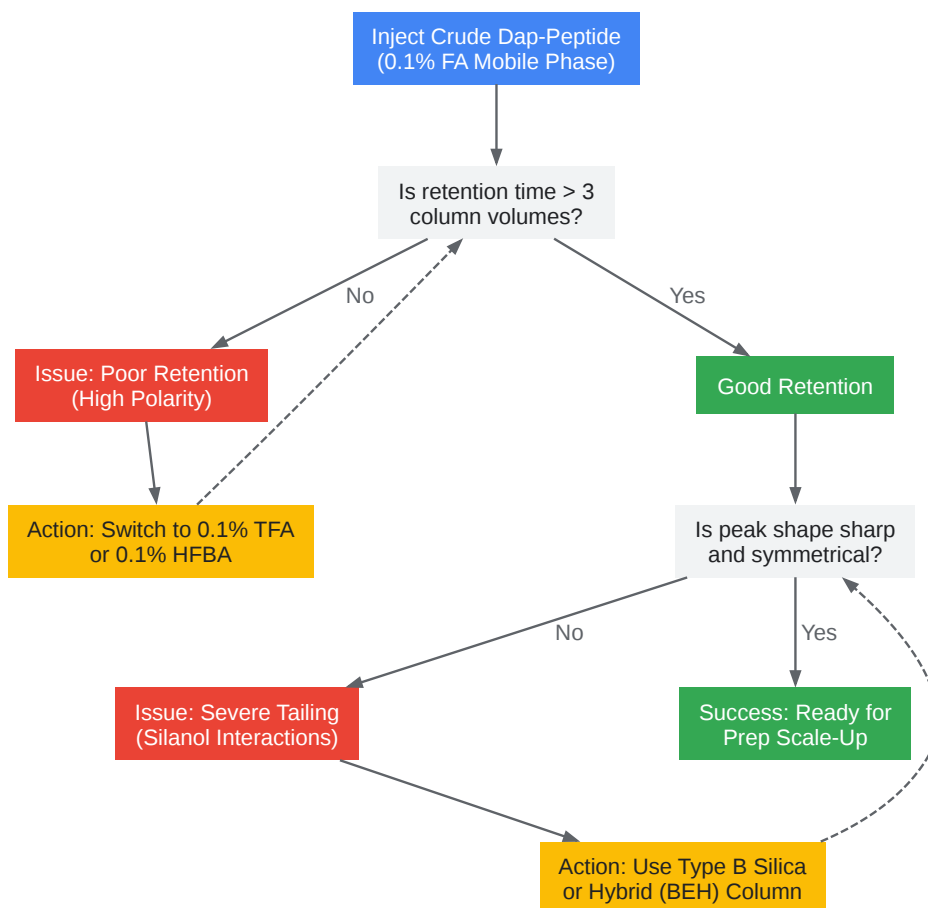 Inject Crude Dap-Peptide
(0.1% FA Mobile Phase)
Is retention time > 3
column volumes?
No
Yes
Issue: Poor Retention
(High Polarity)
Good Retention
Action: Switch to 0.1% TFA
or 0.1% HFBA
Is peak shape sharp
and symmetrical?
No
Yes
Issue: Severe Tailing
(Silanol Interactions)
Success: Ready for
Prep Scale-Up
Action: Use Type B Silica
or Hybrid (BEH) Column